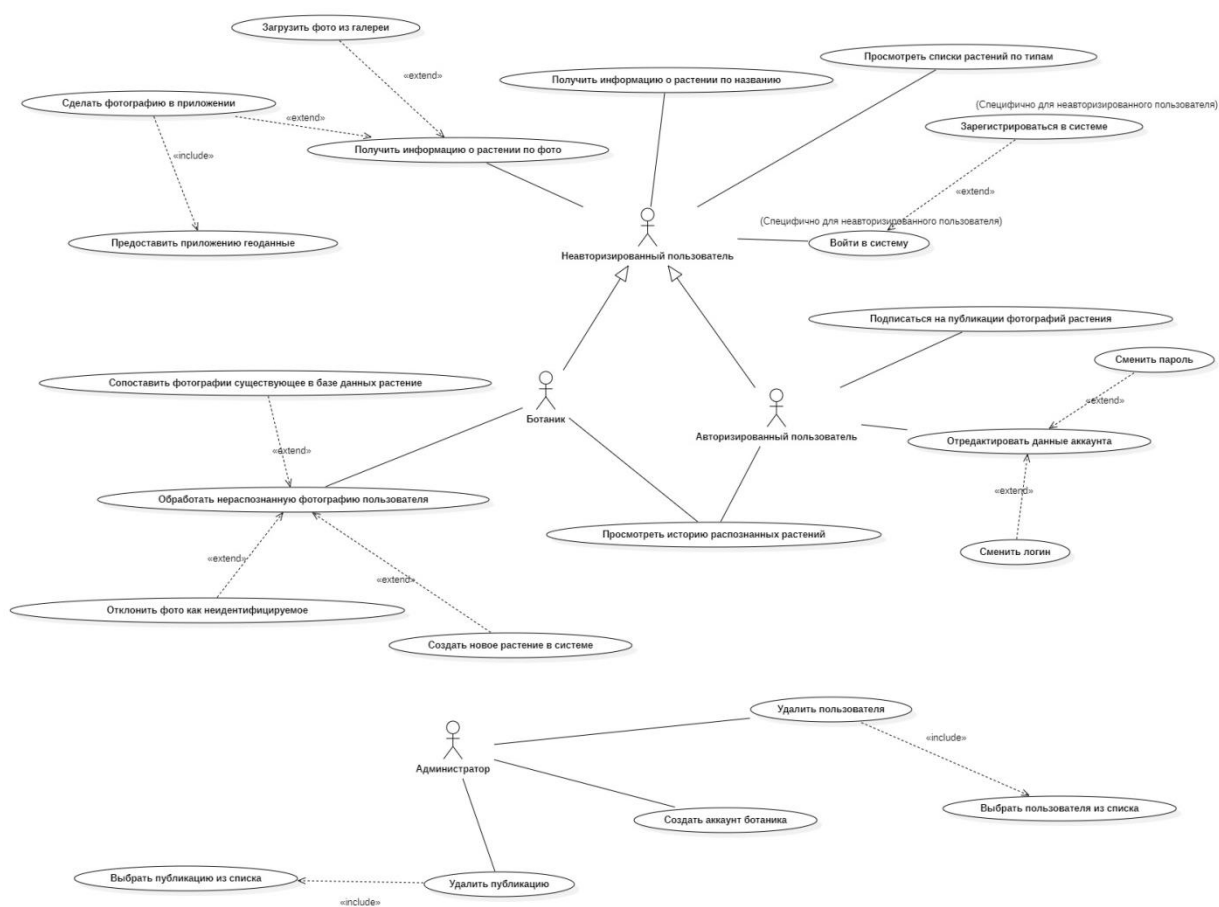 Загрузить фото из галереи
Просмотреть списки растений по типам
«extend»
Получить информацию о растении по названию
Сделать фотографию в приложении
(Специфично для неавторизированного пользователя)
«extend»
Зарегистрироваться в системе
Получить информацию о растении по фото
«include»
«extend»
(Специфично для неавторизированного пользователя)
Предоставить приложению геоданные
Войти в систему
Неавторизированный пользователь
Подписаться на публикации фотографий растения
Сменить пароль
Сопоставить фотографии существующее в базе данных растение
«extend»
Ботаник
Авторизированный пользователь
Отредактировать данные аккаунта
«extend»
«extend»
Обработать нераспознанную фотографию пользователя
Просмотреть историю распознанных растений
Сменить логин
«extend»
«extend»
Отклонить фото как неидентифицируемое
Создать новое растение в системе
Удалить пользователя
«include»
Администратор
Выбрать пользователя из списка
Создать аккаунт ботаника
Выбрать публикацию из списка
Удалить публикацию
«include»